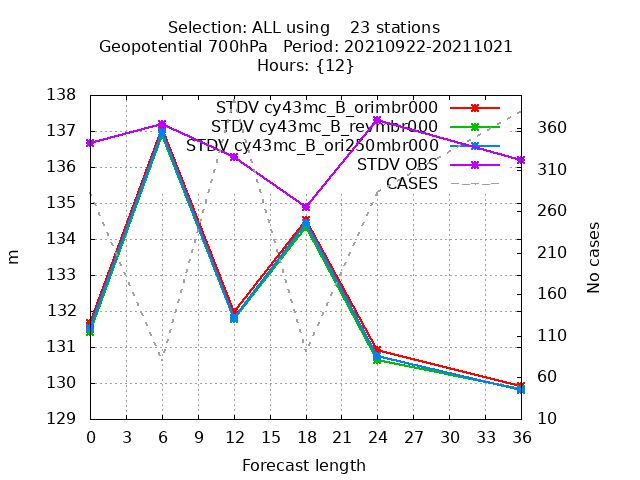 Selection: ALL using    23 stations
Geopotential 700hPa   Period: 20210922-20211021
Hours: {12}
138
137
136
135
134
133
132
131
130
129
m
STDV cy43mc_B_orimbr000
STDV cy43mc_B_revmbr000
STDV cy43mc_B_ori250mbr000
STDV OBS
CASES
360
310
260
210
160
110
60
10
No cases
0 3 6 9 12 15 18 21 24 27 30 33 36
Forecast length